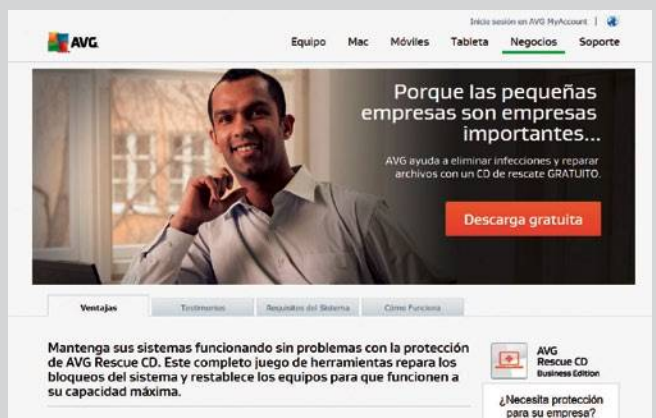 Inicie sesión en AVG MyAccount |
AVG.
Equipo Mac Móviles Tableta Negocios Soporte
Porque las pequeñas
empresas son empresas
importantes...
AVG ayuda a eliminar infecciones y reparar
archivos con un CD de rescate GRATUITO.
Descarga gratuita
Ventajas Testimonios Requisitos del Sistema Cómo Funciona
Mantenga sus sistemas funcionando sin problemas con la protección
de AVG Rescue CD. Este completo juego de herramientas repara los
bloqueos del sistema y restablece los equipos para que funcionen a
su capacidad máxima.
AVG
Rescue CD
Business Edition
¿Necesita protección
para su empresa?